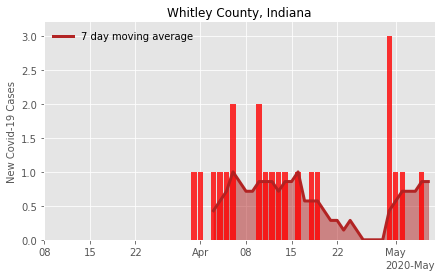 Whitley County, Indiana
7 day moving average
New Covid-19 Cases
3.0
2.5
2.0
1.5
1.0
0.5
0.0
08 15 22 Apr 08 15 22 May
2020-May